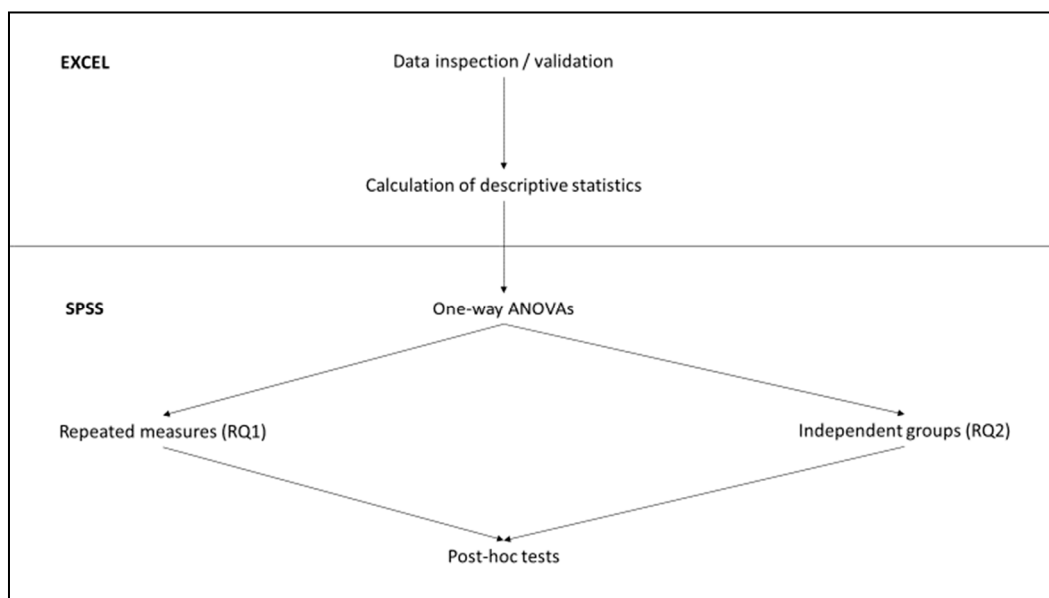 EXCEL
Data inspection / validation
Calculation of descriptive statistics
SPSS
One-way ANOVAs
Repeated measures (RQ1)
Independent groups (RQ2)
Post-hoc tests